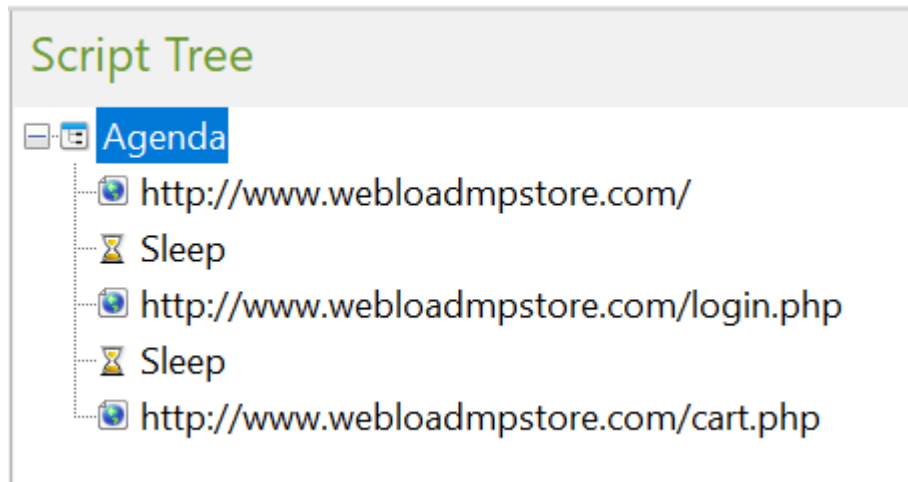 Script Tree
Agenda
http://www.webloadmpstore.com/
Sleep
http://www.webloadmpstore.com/login.php
Sleep
http://www.webloadmpstore.com/cart.php